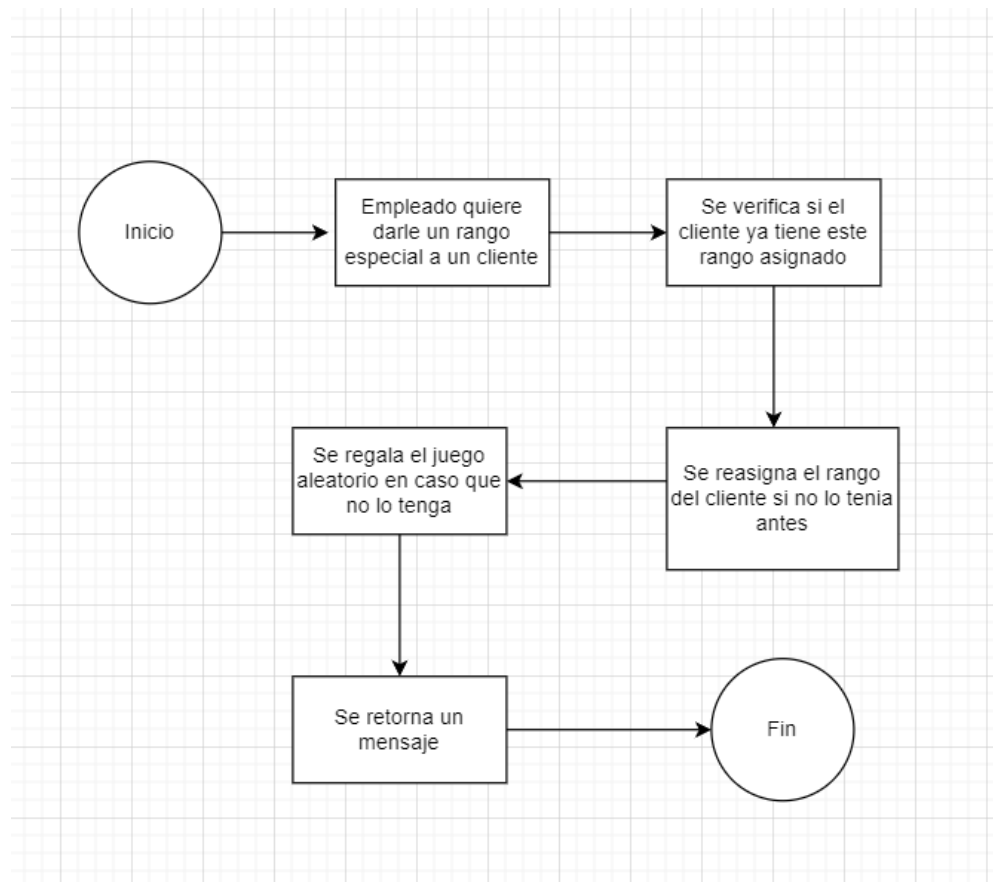 Inicio
Empleado quiere
darle un rango
especial a un cliente
Se verifica si el
cliente ya tiene este
rango asignado
Se reasigna el rango
del cliente si no lo tenia
antes
Se regala el juego
aleatorio en caso que
no lo tenga
Se retorna un
mensaje
Fin